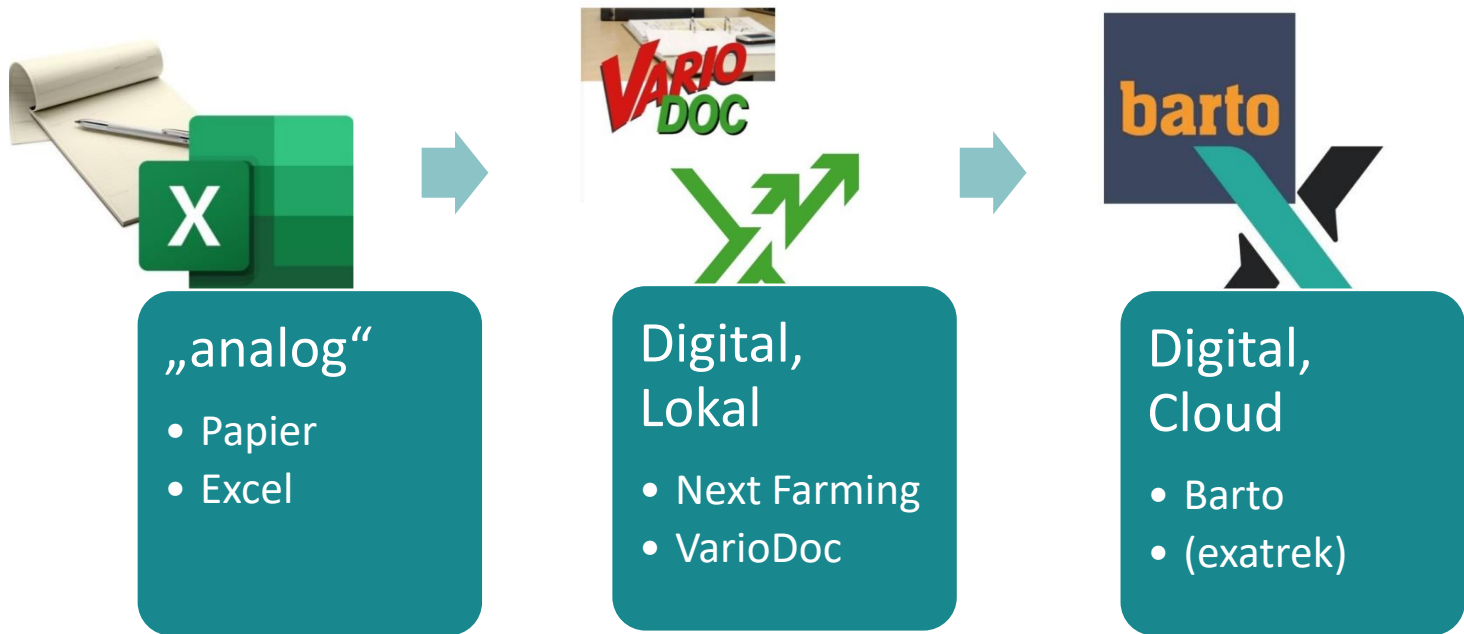 X
VARIO
DOC
barto
„analog“
• Papier
• Excel
Digital,
Lokal
• Next Farming
• VarioDoc
Digital,
Cloud
• Barto
• (exatrek)